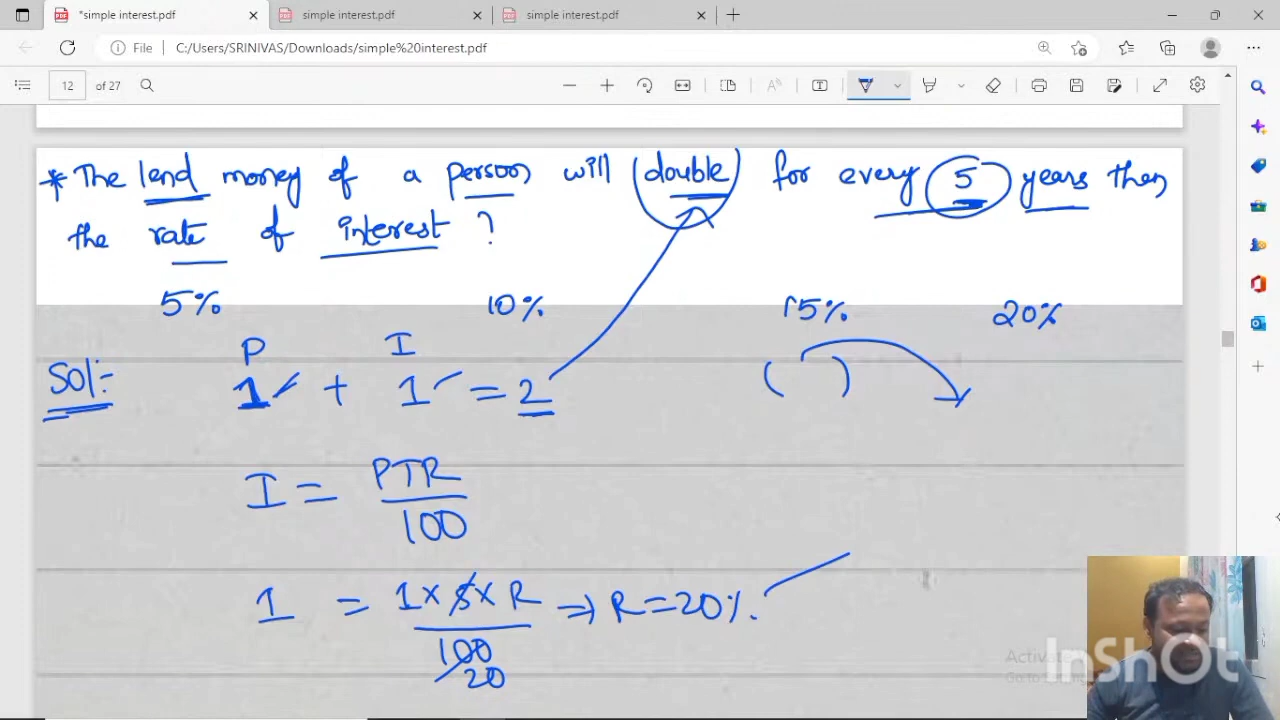 *simple interest.pdf
simple interest.pdf
simple interest.pdf
File
C:/Users/SRINIVAS/Downloads/simple%20interest.pdf
12 of 27
* The lend money of a person will (double) for every 5 years then
the rate of interest ?
5% 10% 15% 20%
P I
Sol:- 1 + 1 = 2 ( )
I = PTR
100
1 = 1 × 5 × R ⇒ R = 20%.
100
20
Activat
InShOt